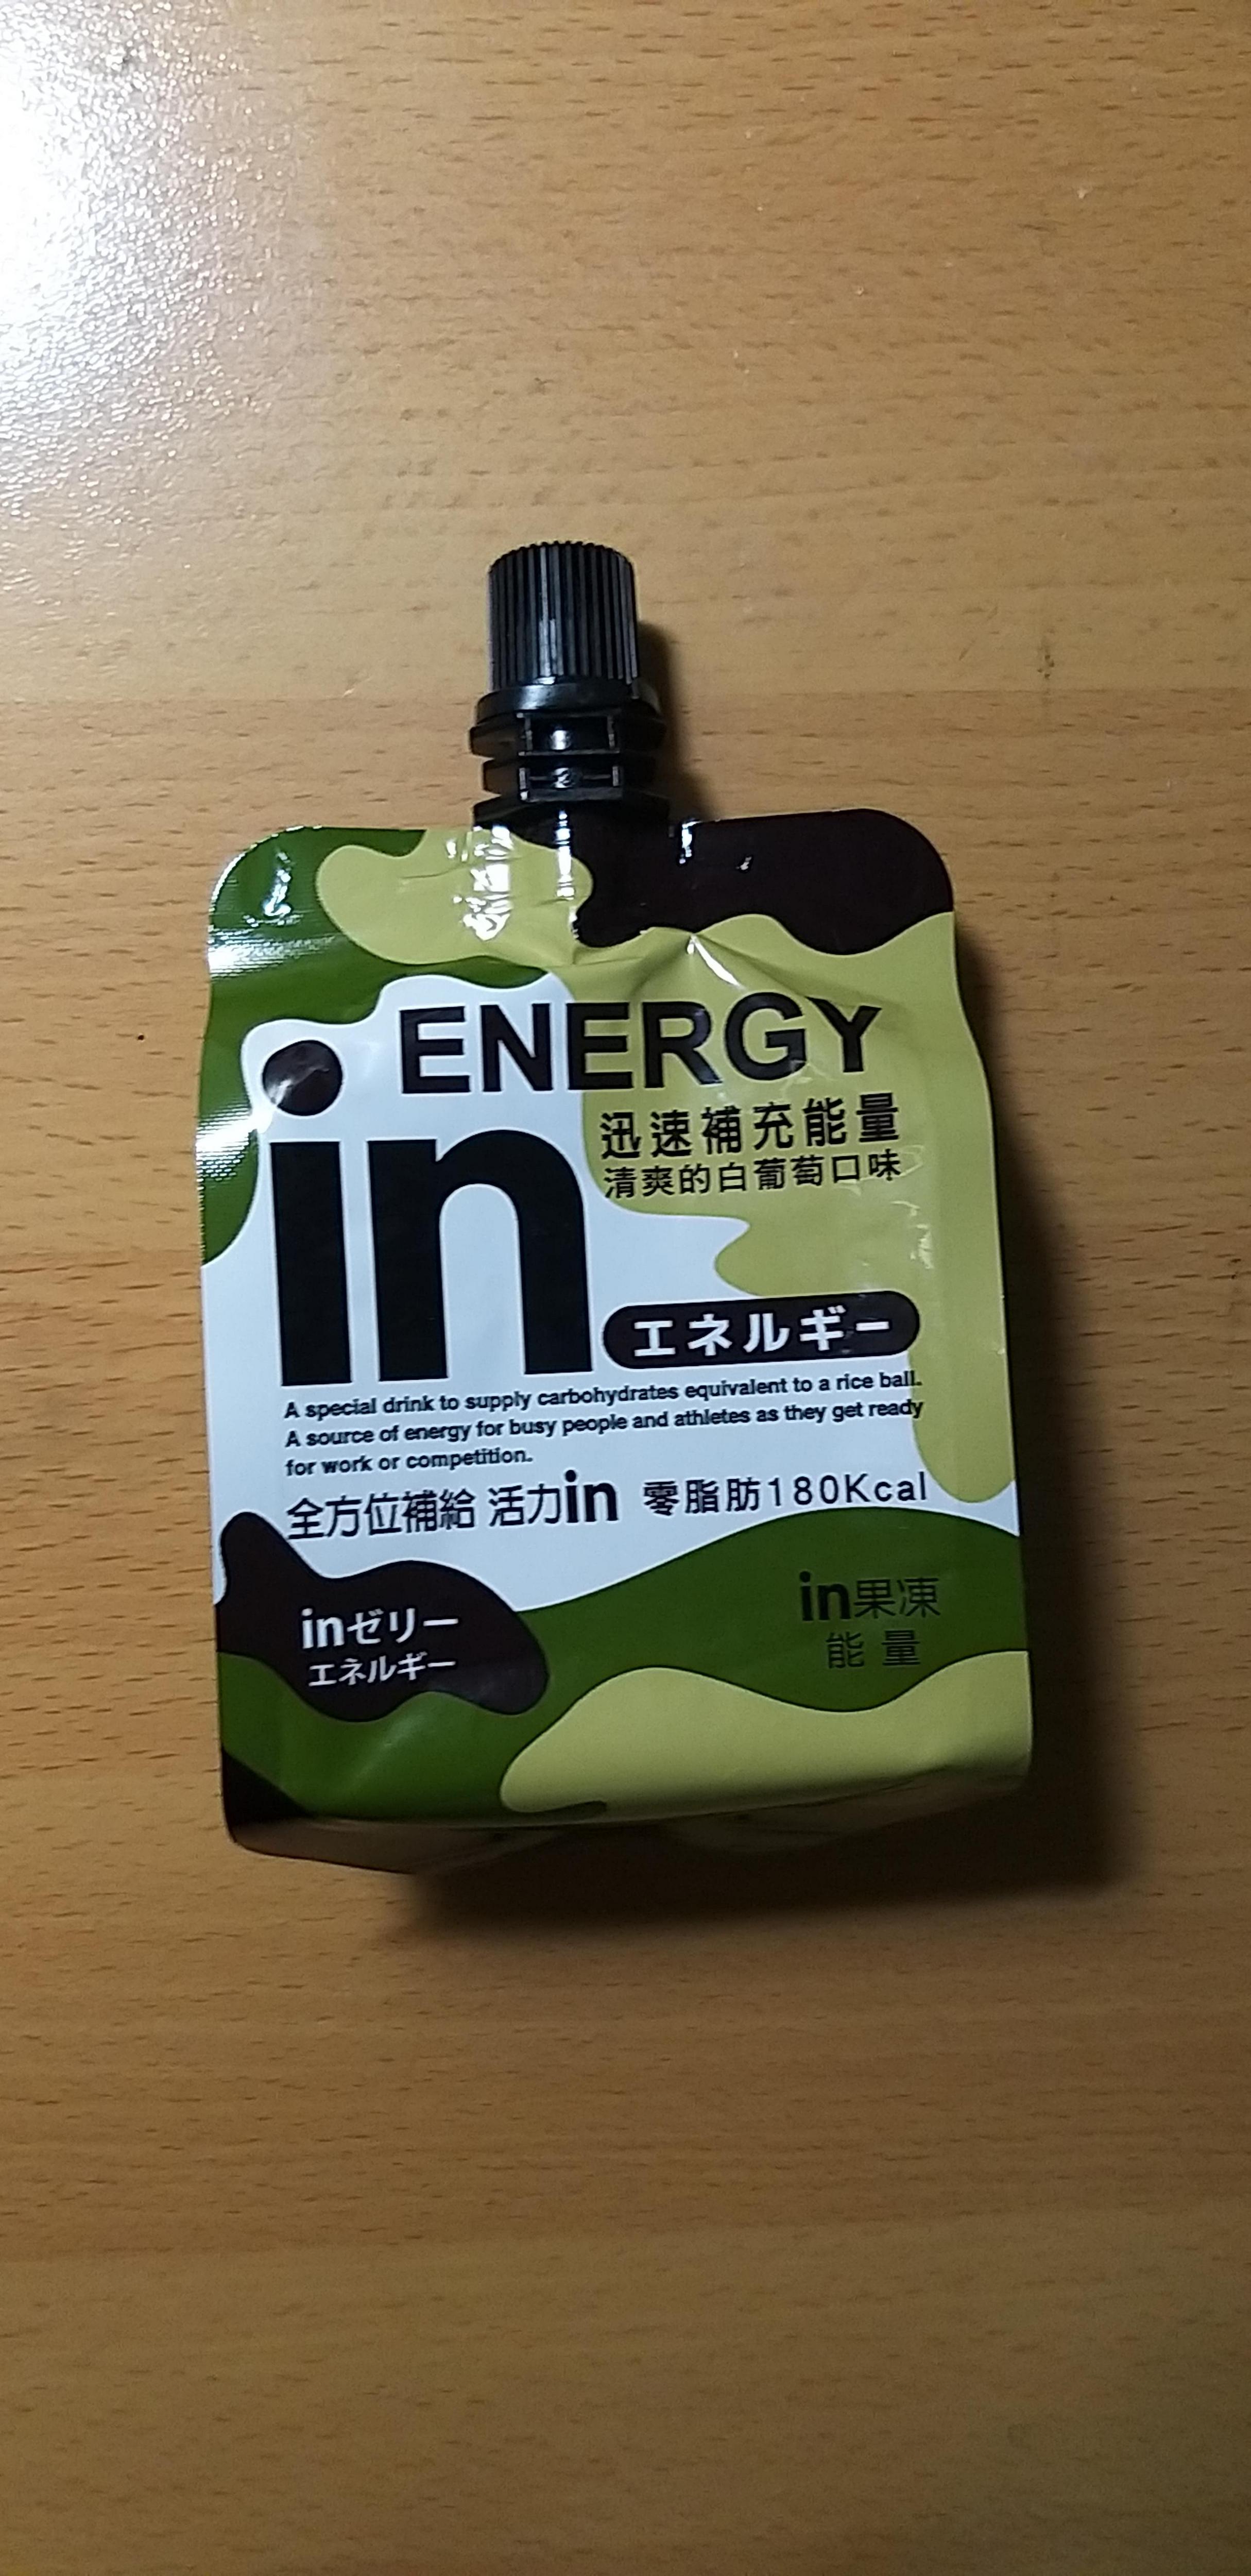 ENERGY
in
迅速補充能量
清爽的白葡萄口味
エネルギー
A special drink to supply carbohydrates equivalent to a rice ball.
A source of energy for busy people and athletes as they get ready
for work or competition.
全方位補給 活力in 零脂肪180Kcal
inゼリー
エネルギー
in果凍
能量